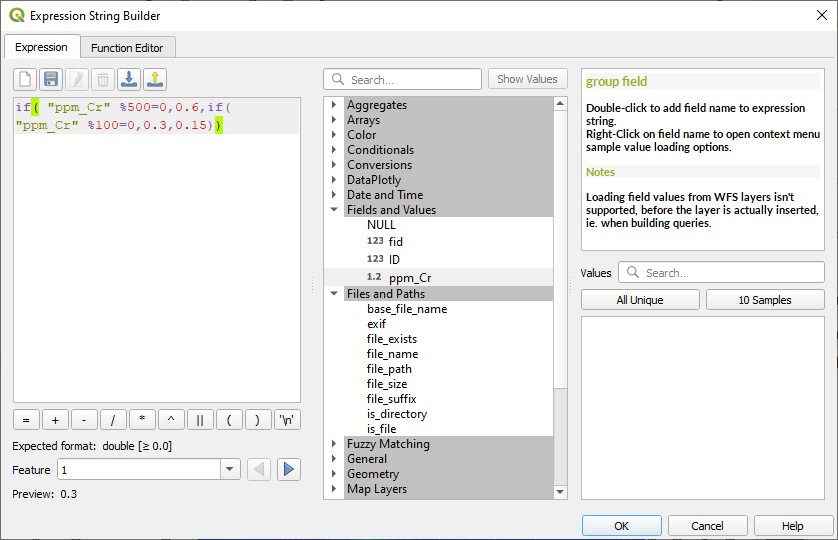 Expression String Builder
Expression
Function Editor
if( "ppm_Cr" %500=0,0.6,if(
"ppm_Cr" %100=0,0.3,0.15))
= + - / * ^ || ( ) '\n'
Expected format: double [≥ 0.0]
Feature 1
Preview: 0.3
Search...
Show Values
Aggregates
Arrays
Color
Conditionals
Conversions
DataPlotly
Date and Time
Fields and Values
NULL
123 fid
123 ID
1.2 ppm_Cr
Files and Paths
base_file_name
exif
file_exists
file_name
file_path
file_size
file_suffix
is_directory
is_file
Fuzzy Matching
General
Geometry
Map Layers
group field
Double-click to add field name to expression
string.
Right-Click on field name to open context menu
sample value loading options.
Notes
Loading field values from WFS layers isn't
supported, before the layer is actually inserted,
ie. when building queries.
Values Search...
All Unique
10 Samples
OK
Cancel
Help